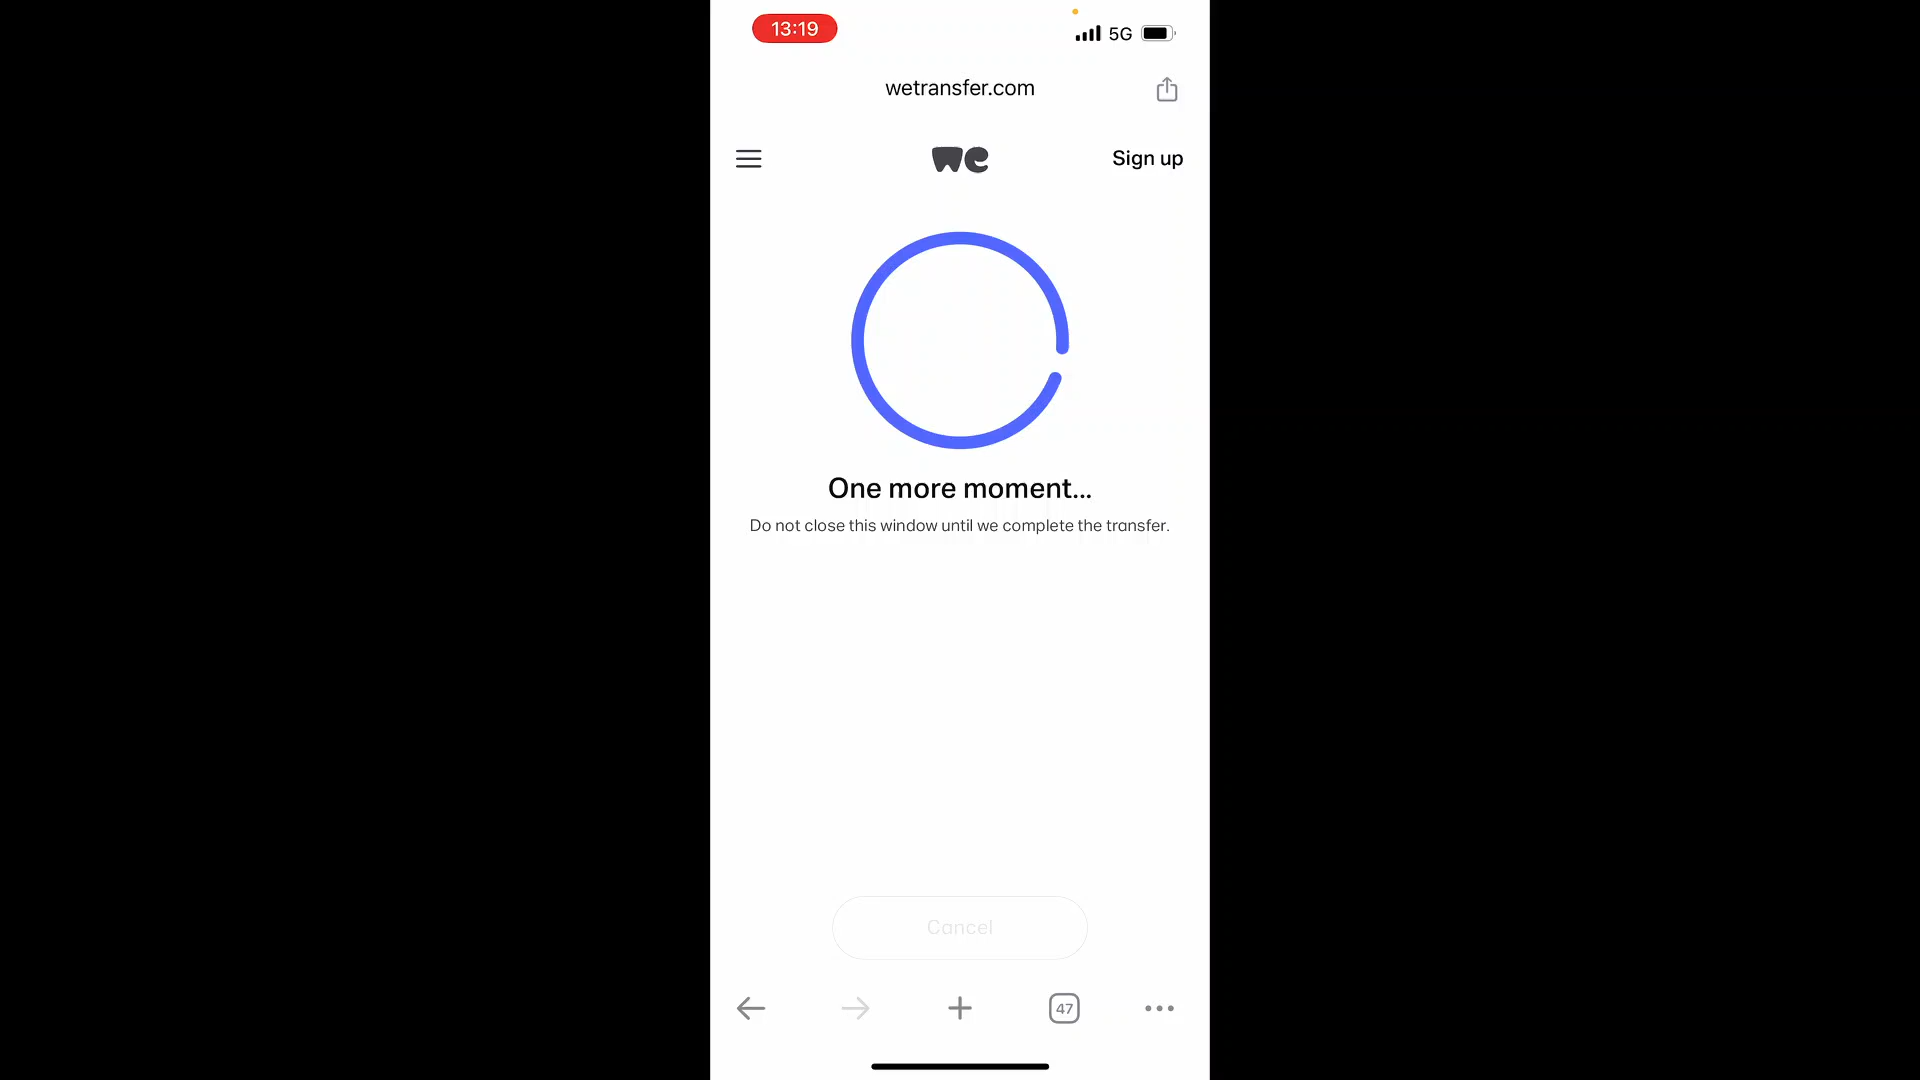 13:19
5G
wetransfer.com
we
Sign up
One more moment...
Do not close this window until we complete the transfer.
Cancel
47